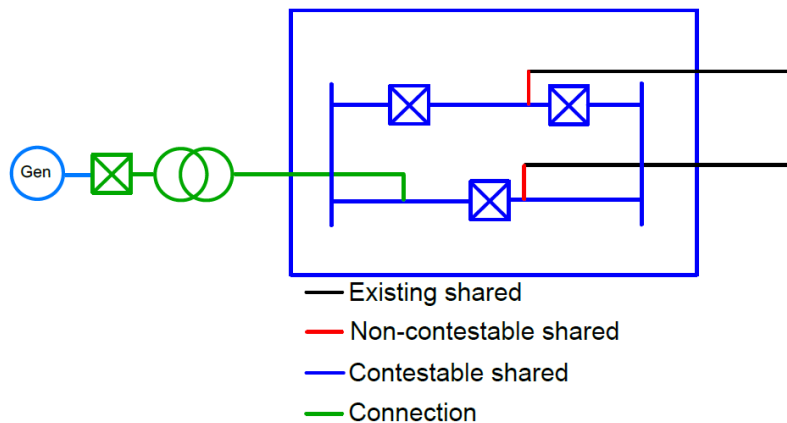 Gen
Existing shared
Non-contestable shared
Contestable shared
Connection